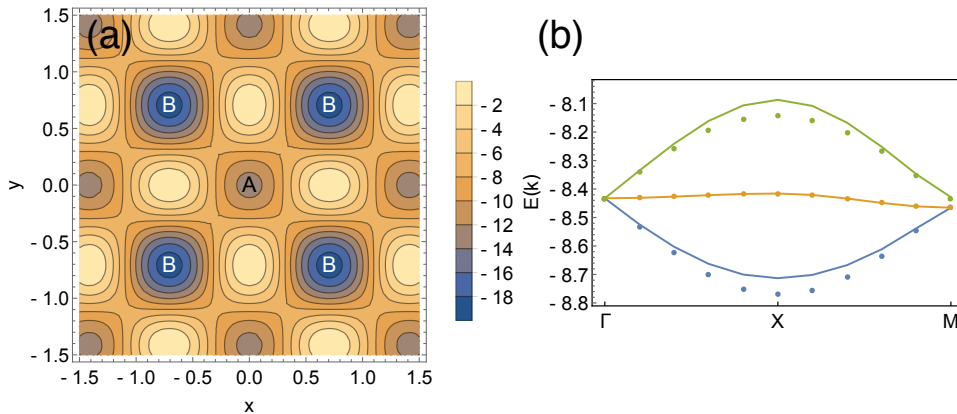 (a)
1.5
1.0
0.5
0.0
- 0.5
- 1.0
- 1.5
y
B
B
A
B
B
- 1.5
- 1.0
- 0.5
0.0
0.5
1.0
1.5
x
- 2
- 4
- 6
- 8
- 10
- 12
- 14
- 16
- 18
(b)
- 8.1
- 8.2
- 8.3
- 8.4
- 8.5
- 8.6
- 8.7
- 8.8
E(k)
Γ
X
M